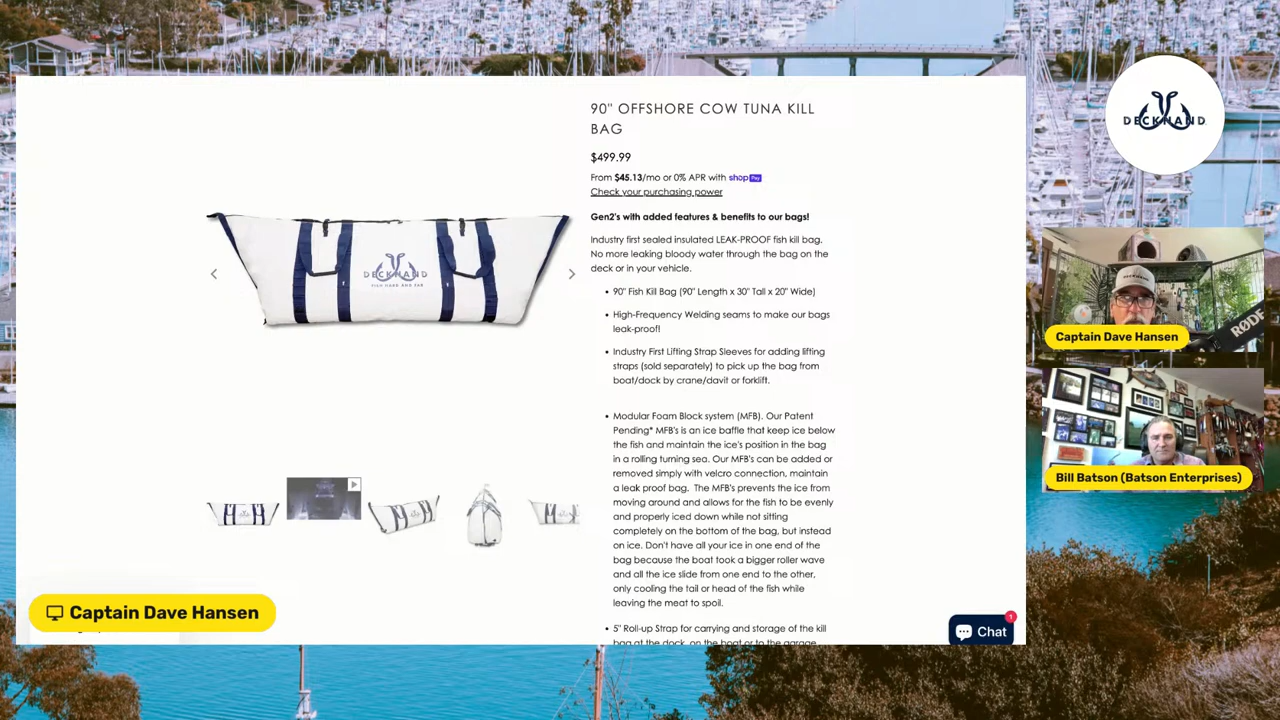 90" OFFSHORE COW TUNA KILL
BAG
$499.99
From $45.13/mo or 0% APR with shop Pay
Check your purchasing power
Gen2's with added features & benefits to our bags!
Industry first sealed insulated LEAK-PROOF fish kill bag.
No more leaking bloody water through the bag on the
deck or in your vehicle.
• 90" Fish Kill Bag (90" Length x 30" Tall x 20" Wide)
• High-Frequency Welding seams to make our bags
leak-proof!
• Industry First Lifting Strap Sleeves for adding lifting
straps (sold separately) to pick up the bag from
boat/dock by crane/davit or forklift.
• Modular Foam Block system (MFB). Our Patent
Pending* MFB's is an ice baffle that keep ice below
the fish and maintain the ice's position in the bag
in a rolling turning sea. Our MFB's can be added or
removed simply with velcro connection, maintain
a leak proof bag. The MFB's prevents the ice from
moving around and allows for the fish to be evenly
and properly iced down while not sitting
completely on the bottom of the bag, but instead
on ice. Don't have all your ice in one end of the
bag because the boat took a bigger roller wave
and all the ice slide from one end to the other,
only cooling the tail or head of the fish while
leaving the meat to spoil.
• 5" Roll-up Strap for carrying and storage of the kill
bag at the dock, on the boat or to the garage
DECKHAND
FISH HARD AND FAR
Captain Dave Hansen
Chat
1
DECKHAND
RØDE
Captain Dave Hansen
Bill Batson (Batson Enterprises)